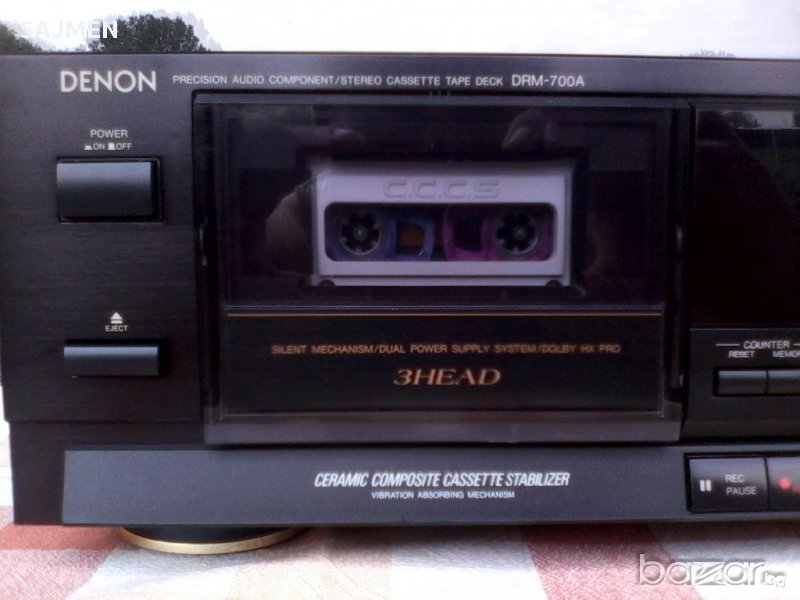 SAJMEN
DENON PRECISION AUDIO COMPONENT/STEREO CASSETTE TAPE DECK DRM-700A
POWER
ON OFF
C.C.C.S
EJECT
SILENT MECHANISM/DUAL POWER SUPPLY SYSTEM/DOLBY HX PRO
3HEAD
COUNTER
RESET MEMOR
CERAMIC COMPOSITE CASSETTE STABILIZER
VIBRATION ABSORBING MECHANISM
REC
PAUSE
bazar.bg